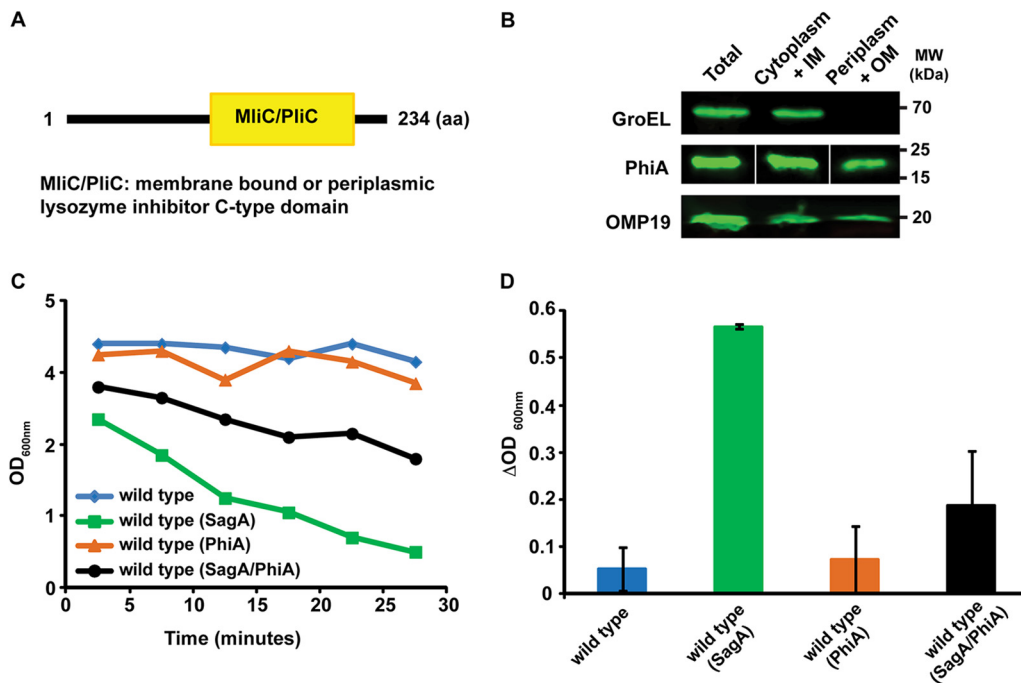 A
1
MliC/PliC
234 (aa)
MliC/PliC: membrane bound or periplasmic
lysozyme inhibitor C-type domain
B
Total
Cytoplasm
+ IM
Periplasm
+ OM
MW
(kDa)
GroEL
70
PhiA
25
15
OMP19
20
C
5
4
2
1
0
OD600nm
wild type
wild type (SagA)
wild type (PhiA)
wild type (SagA/PhiA)
0 5 10 15 20 25 30
Time (minutes)
D
0.6
0.5
0.4
0.2
0.1
0
ΔOD 600nm
wild type
wild type
(SagA)
wild type
(PhiA)
wild type
(SagA/PhiA)